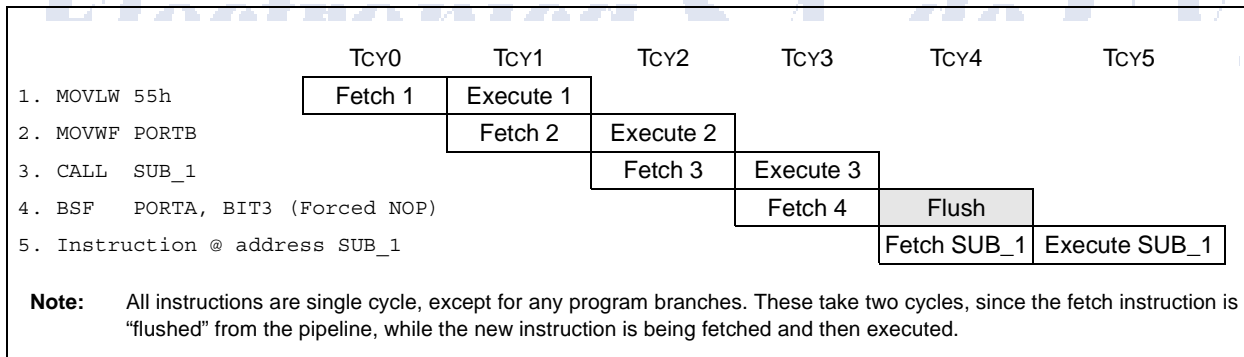 Electronica S.A. de C.V.
TCY0 TCY1 TCY2 TCY3 TCY4 TCY5
1. MOVLW 55h Fetch 1 Execute 1
2. MOVWF PORTB Fetch 2 Execute 2
3. CALL SUB_1 Fetch 3 Execute 3
4. BSF PORTA, BIT3 (Forced NOP) Fetch 4 Flush
5. Instruction @ address SUB_1 Fetch SUB_1 Execute SUB_1
Note: All instructions are single cycle, except for any program branches. These take two cycles, since the fetch instruction is
“flushed” from the pipeline, while the new instruction is being fetched and then executed.